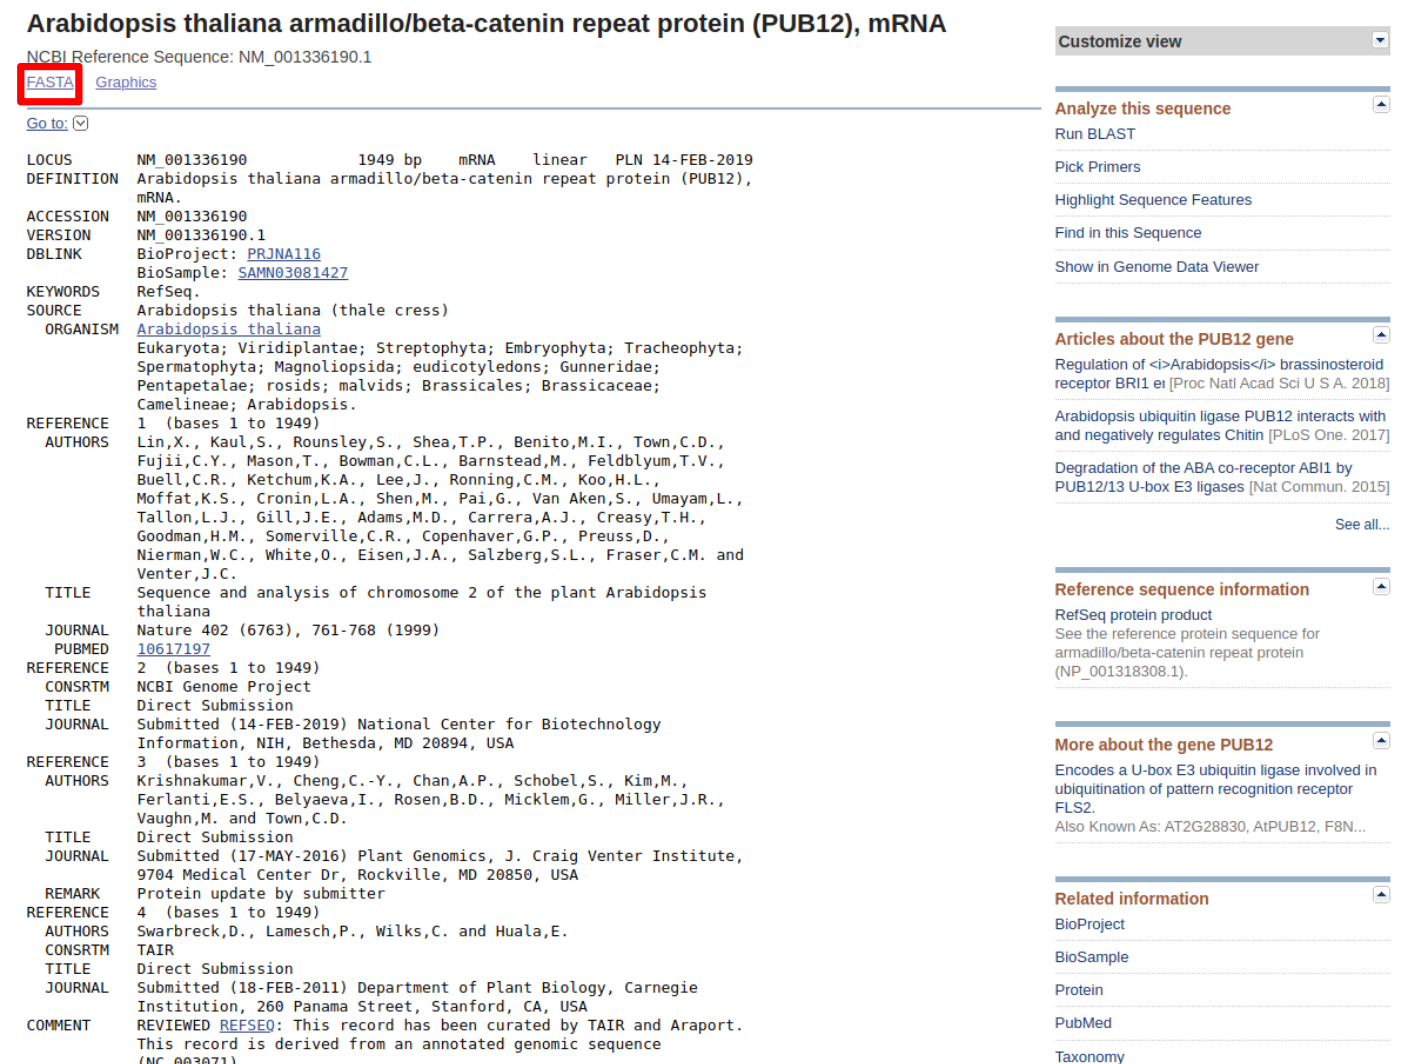 Arabidopsis thaliana armadillo/beta-catenin repeat protein (PUB12), mRNA
NCBI Reference Sequence: NM_001336190.1
FASTA Graphics
Go to:
LOCUS NM_001336190 1949 bp mRNA linear PLN 14-FEB-2019
DEFINITION Arabidopsis thaliana armadillo/beta-catenin repeat protein (PUB12),
mRNA.
ACCESSION NM_001336190
VERSION NM_001336190.1
DBLINK BioProject: PRJNA116
BioSample: SAMN03081427
KEYWORDS RefSeq.
SOURCE Arabidopsis thaliana (thale cress)
ORGANISM Arabidopsis thaliana
Eukaryota; Viridiplantae; Streptophyta; Embryophyta; Tracheophyta;
Spermatophyta; Magnoliopsida; eudicotyledons; Gunneridae;
Pentapetalae; rosids; malvids; Brassicales; Brassicaceae;
Camelineae; Arabidopsis.
REFERENCE 1 (bases 1 to 1949)
AUTHORS Lin,X., Kaul,S., Rounsley,S., Shea,T.P., Benito,M.I., Town,C.D.,
Fujii,C.Y., Mason,T., Bowman,C.L., Barnstead,M., Feldblyum,T.V.,
Buell,C.R., Ketchum,K.A., Lee,J., Ronning,C.M., Koo,H.L.,
Moffat,K.S., Cronin,L.A., Shen,M., Pai,G., Van Aken,S., Umayam,L.,
Tallon,L.J., Gill,J.E., Adams,M.D., Carrera,A.J., Creasy,T.H.,
Goodman,H.M., Somerville,C.R., Copenhaver,G.P., Preuss,D.,
Nierman,W.C., White,O., Eisen,J.A., Salzberg,S.L., Fraser,C.M. and
Venter,J.C.
TITLE Sequence and analysis of chromosome 2 of the plant Arabidopsis
thaliana
JOURNAL Nature 402 (6763), 761-768 (1999)
PUBMED 10617197
REFERENCE 2 (bases 1 to 1949)
CONSRTM NCBI Genome Project
TITLE Direct Submission
JOURNAL Submitted (14-FEB-2019) National Center for Biotechnology
Information, NIH, Bethesda, MD 20894, USA
REFERENCE 3 (bases 1 to 1949)
AUTHORS Krishnakumar,V., Cheng,C.-Y., Chan,A.P., Schobel,S., Kim,M.,
Ferlanti,E.S., Belyaeva,I., Rosen,B.D., Micklem,G., Miller,J.R.,
Vaughn,M. and Town,C.D.
TITLE Direct Submission
JOURNAL Submitted (17-MAY-2016) Plant Genomics, J. Craig Venter Institute,
9704 Medical Center Dr, Rockville, MD 20850, USA
REMARK Protein update by submitter
REFERENCE 4 (bases 1 to 1949)
AUTHORS Swarbreck,D., Lamesch,P., Wilks,C. and Huala,E.
CONSRTM TAIR
TITLE Direct Submission
JOURNAL Submitted (18-FEB-2011) Department of Plant Biology, Carnegie
Institution, 260 Panama Street, Stanford, CA, USA
COMMENT REVIEWED REFSEQ: This record has been curated by TAIR and Araport.
This record is derived from an annotated genomic sequence
(NC_003071).
Customize view
Analyze this sequence
Run BLAST
Pick Primers
Highlight Sequence Features
Find in this Sequence
Show in Genome Data Viewer
Articles about the PUB12 gene
Regulation of <i>Arabidopsis</i> brassinosteroid
receptor BRI1 e [Proc Natl Acad Sci U S A. 2018]
Arabidopsis ubiquitin ligase PUB12 interacts with
and negatively regulates Chitin [PLoS One. 2017]
Degradation of the ABA co-receptor ABI1 by
PUB12/13 U-box E3 ligases [Nat Commun. 2015]
See all...
Reference sequence information
RefSeq protein product
See the reference protein sequence for
armadillo/beta-catenin repeat protein
(NP_001318308.1).
More about the gene PUB12
Encodes a U-box E3 ubiquitin ligase involved in
ubiquitination of pattern recognition receptor
FLS2.
Also Known As: AT2G28830, AtPUB12, F8N...
Related information
BioProject
BioSample
Protein
PubMed
Taxonomy